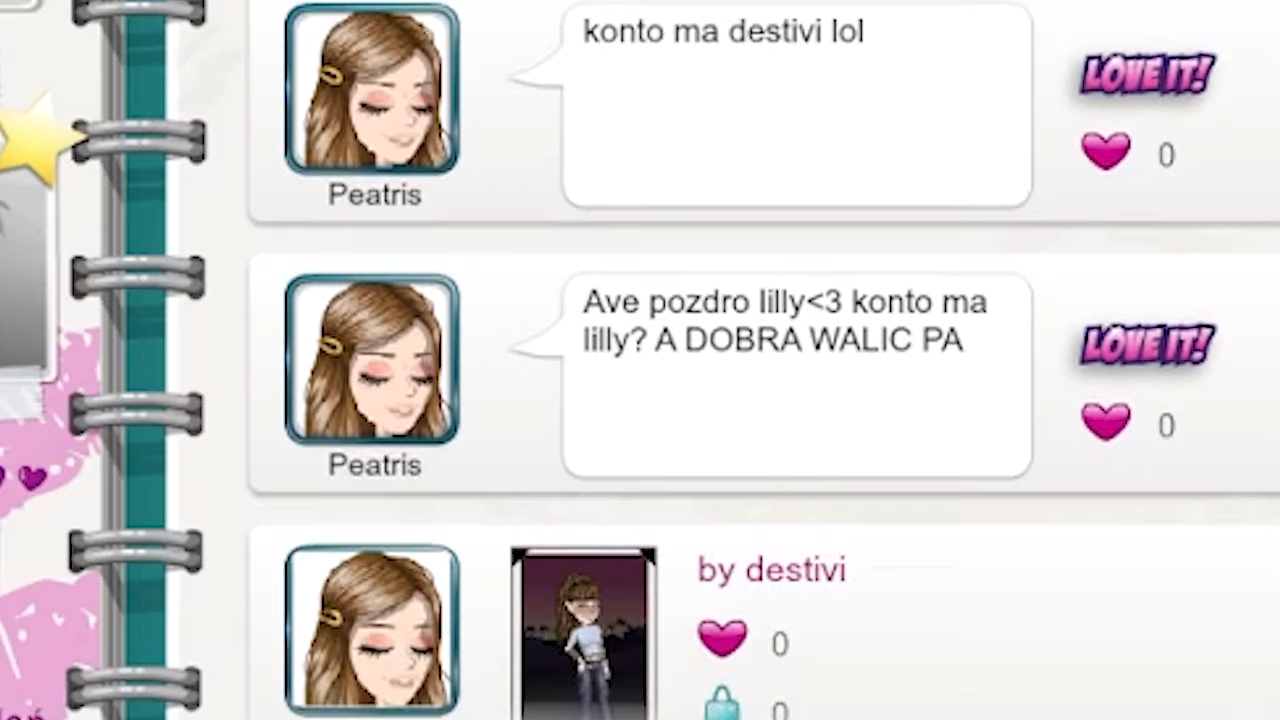 konto ma destivi lol
LOVE IT!
0
Peatris
Ave pozdro lilly<3 konto ma
lilly? A DOBRA WALIC PA
LOVE IT!
0
Peatris
by destivi
0
0